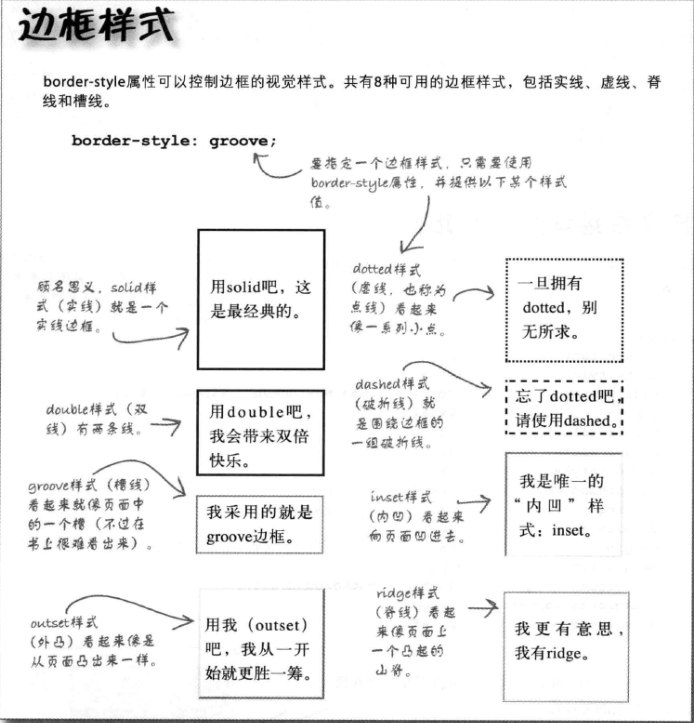 边框样式
border-style属性可以控制边框的视觉样式。共有8种可用的边框样式，包括实线、虚线、脊
线和槽线。
border-style: groove;
要指定一个边框样式，只需要使用
border-style属性，并提供以下某个样式
值。
顾名思义，solid样
式（实线）就是一个
实线边框。
用solid吧，这
是最经典的。
dotted样式
（虚线，也称为
点线）看起来
像一系列小点。
一旦拥有
dotted，别
无所求。
double样式（双
线）有两条线。
用double吧，
我会带来双倍
快乐。
dashed样式
（破折线）就
是围绕边框的
一组破折线。
忘了dotted吧，
请使用dashed。
groove样式（槽线）
看起来就像页面中
的一个槽（不过在
书上很难看出来）。
我采用的就是
groove边框。
inset样式
（内凹）看起来
向页面凹进去。
我是唯一的
“内凹”样
式：inset。
outset样式
（外凸）看起来像是
从页面凸出来一样。
用我（outset）
吧，我从一开
始就更胜一筹。
ridge样式
（脊线）看起
来像页面上
一个凸起的
山脊。
我更有意思，
我有ridge。